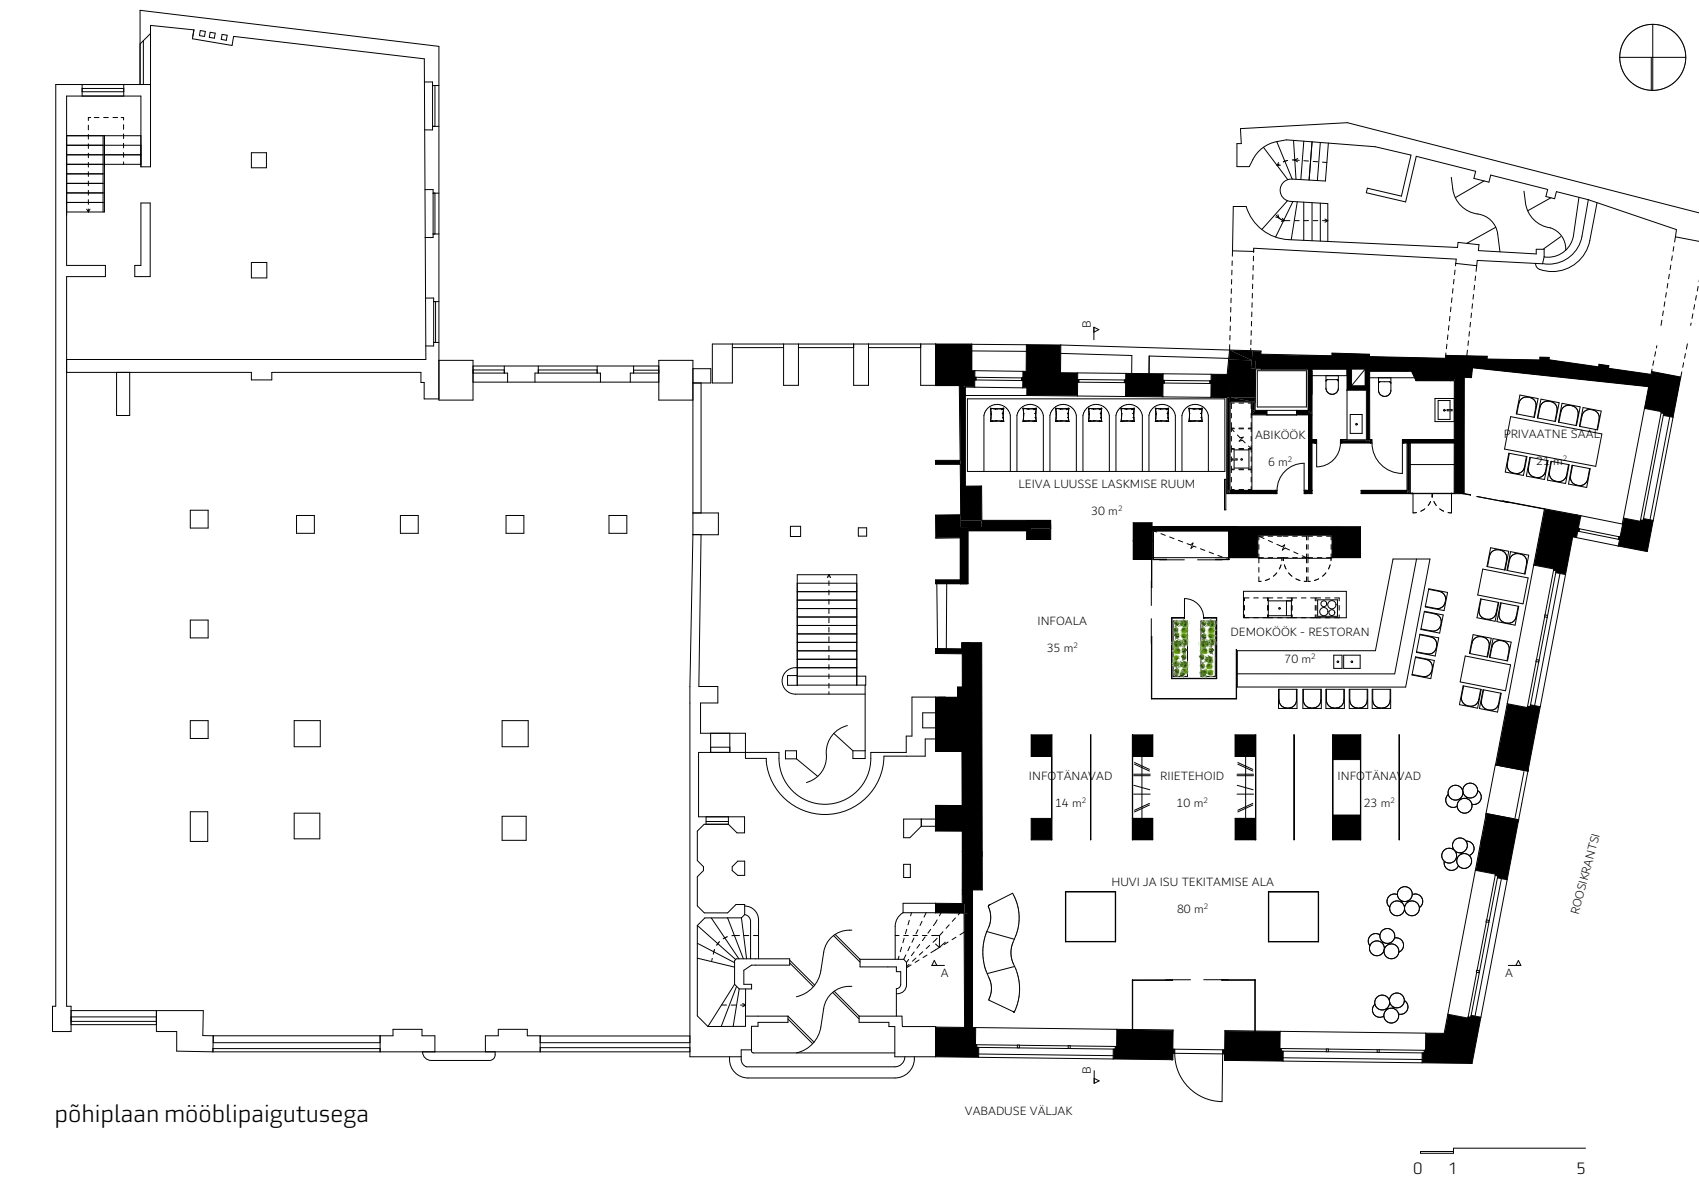 B
ABIKÖÖK
6 m²
PRIVAATNE SAAL
21 m²
LEIVA LUUSSE LASKMISE RUUM
30 m²
INFOALA
35 m²
DEMOKÖÖK - RESTORAN
70 m²
INFOTÄNAVAD
14 m²
RIIETEHOID
10 m²
INFOTÄNAVAD
23 m²
HUVI JA ISU TEKITAMISE ALA
80 m²
ROOSIKRANTSI
A
A
B
VABADUSE VÄLJAK
põhiplaan mööblipaigutusega
0 1 5